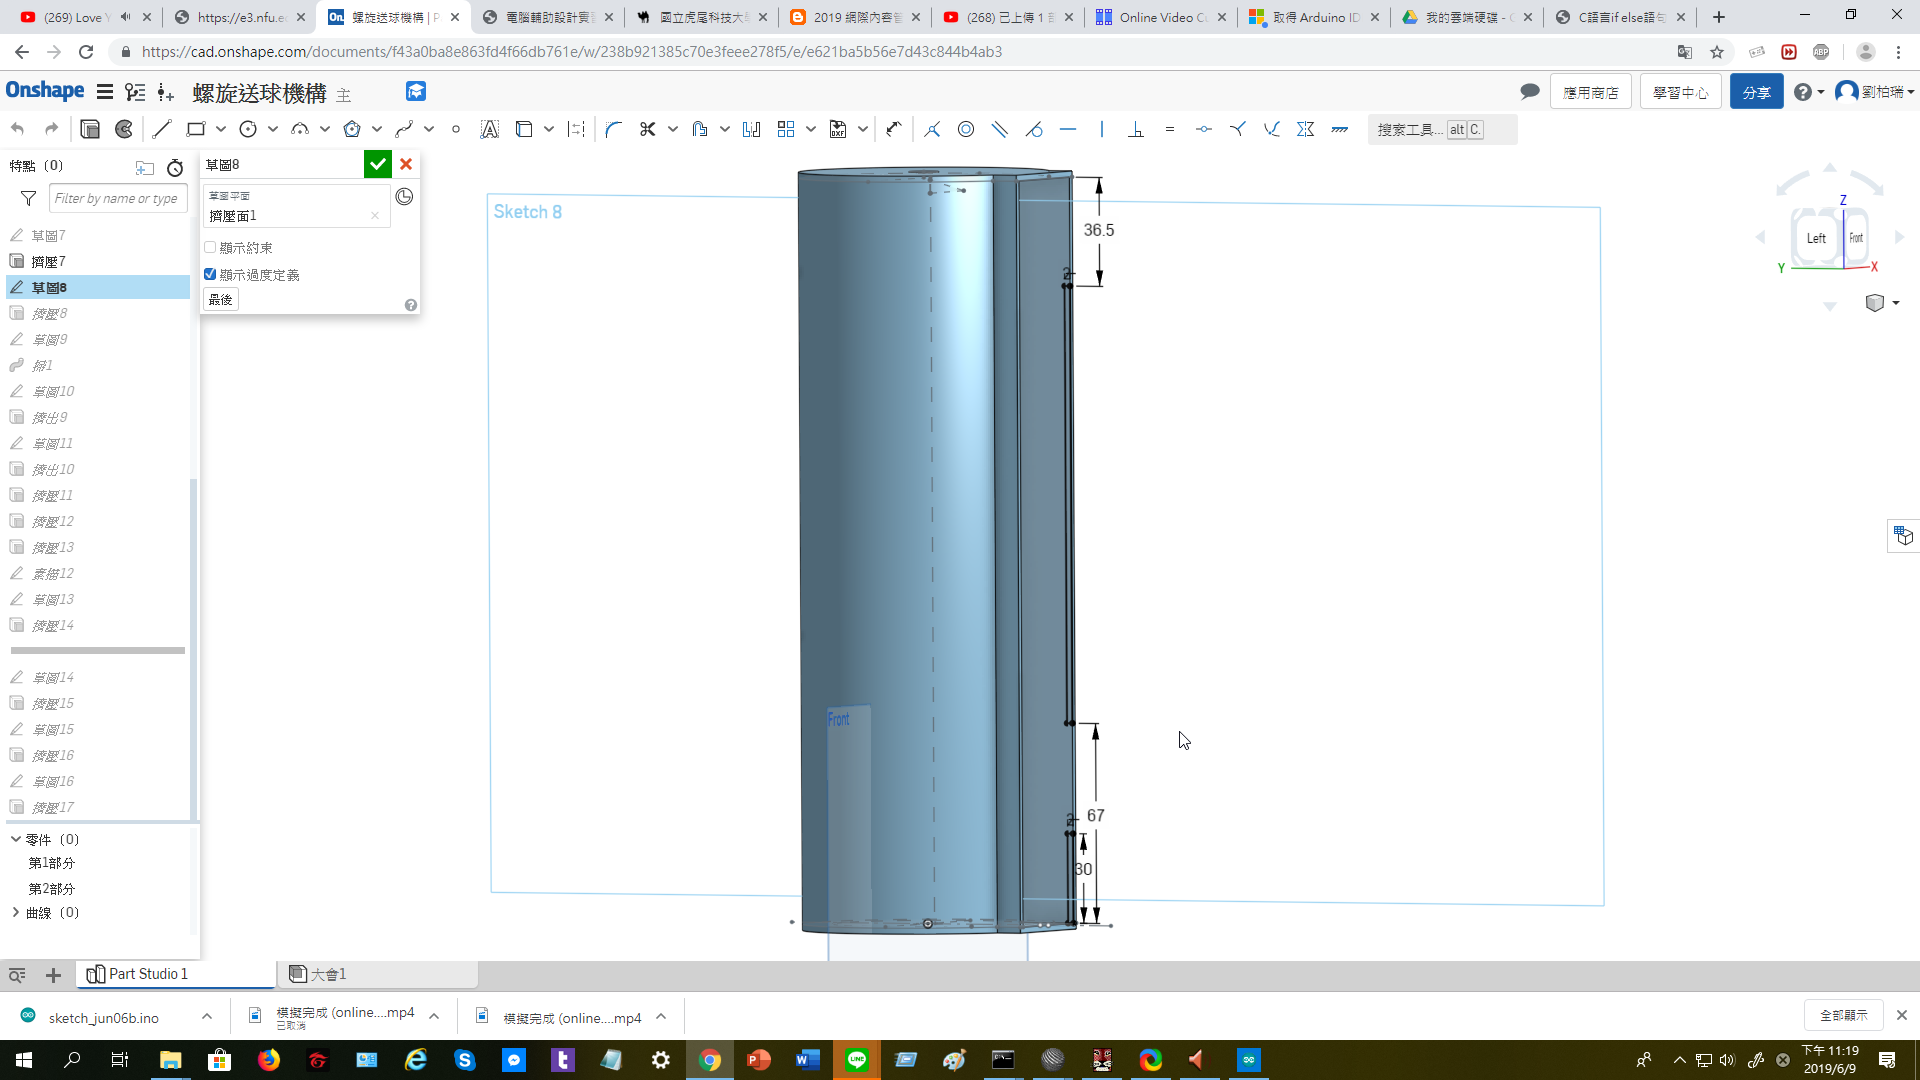 (269) Love Y
https://e3.nfu.ec
螺旋送球機構 | P
電腦輔助設計實習
國立虎尾科技大學
2019 網際內容管
(268) 已上傳 1 部
Online Video Cu
取得 Arduino ID
我的雲端硬碟 - G
C語言if else語句
https://cad.onshape.com/documents/f43a0ba8e863fd4f66db761e/w/238b921385c70e3feee278f5/e/e621ba5b56e7d43c844b4ab3
ABP
Onshape
螺旋送球機構 主
應用商店
學習中心
分享
劉柏瑞
搜索工具... alt C.
特點 (0)
Filter by name or type
草圖7
擠壓7
草圖8
擠壓8
草圖9
掃1
草圖10
擠出9
草圖11
擠出10
擠壓11
擠壓12
擠壓13
素描12
草圖13
擠壓14
草圖14
擠壓15
草圖15
擠壓16
草圖16
擠壓17
零件 (0)
第1部分
第2部分
曲線 (0)
草圖8
草圖平面
擠壓面1
顯示約束
顯示過度定義
最後
Sketch 8
Front
36.5
2
67
2
30
Z
Left
Front
Y
X
Part Studio 1
大會1
sketch_jun06b.ino
模擬完成 (online....mp4
已取消
模擬完成 (online....mp4
全部顯示
下午 11:19
2019/6/9